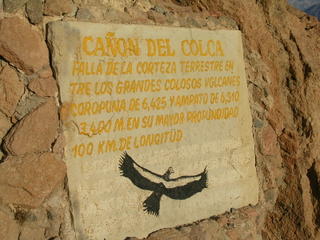 CAÑON DEL COLCA
FALLA DE LA CORTEZA TERRESTRE EN
TRE LOS GRANDES COLOSOS VOLCANES
COROPUNA DE 6,425 Y AMPATO DE 6,310
3,400 M. EN SU MAYOR PROFUNDIDAD
100 KM. DE LONGITUD